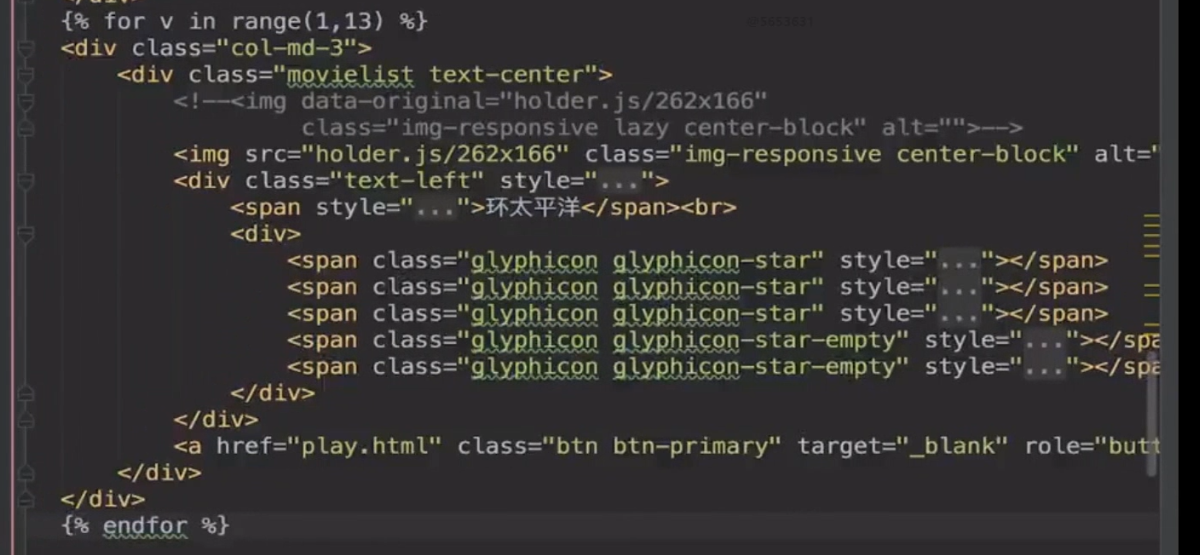 {% for v in range(1,13) %}
<div class="col-md-3">
<div class="movielist text-center">
<!--<img data-original="holder.js/262x166"
class="img-responsive lazy center-block" alt="">-->
<img src="holder.js/262x166" class="img-responsive center-block" alt="
<div class="text-left" style="...">
<span style="...">环太平洋</span><br>
<div>
<span class="glyphicon glyphicon-star" style="..."></span>
<span class="glyphicon glyphicon-star" style="..."></span>
<span class="glyphicon glyphicon-star" style="..."></span>
<span class="glyphicon glyphicon-star-empty" style="..."></spa
<span class="glyphicon glyphicon-star-empty" style="..."></spa
</div>
</div>
<a href="play.html" class="btn btn-primary" target="_blank" role="butt
</div>
</div>
{% endfor %}